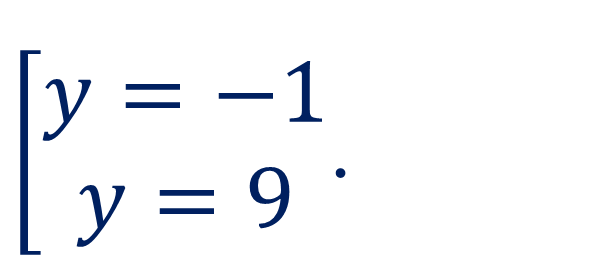 [y = −1
y = 9 .